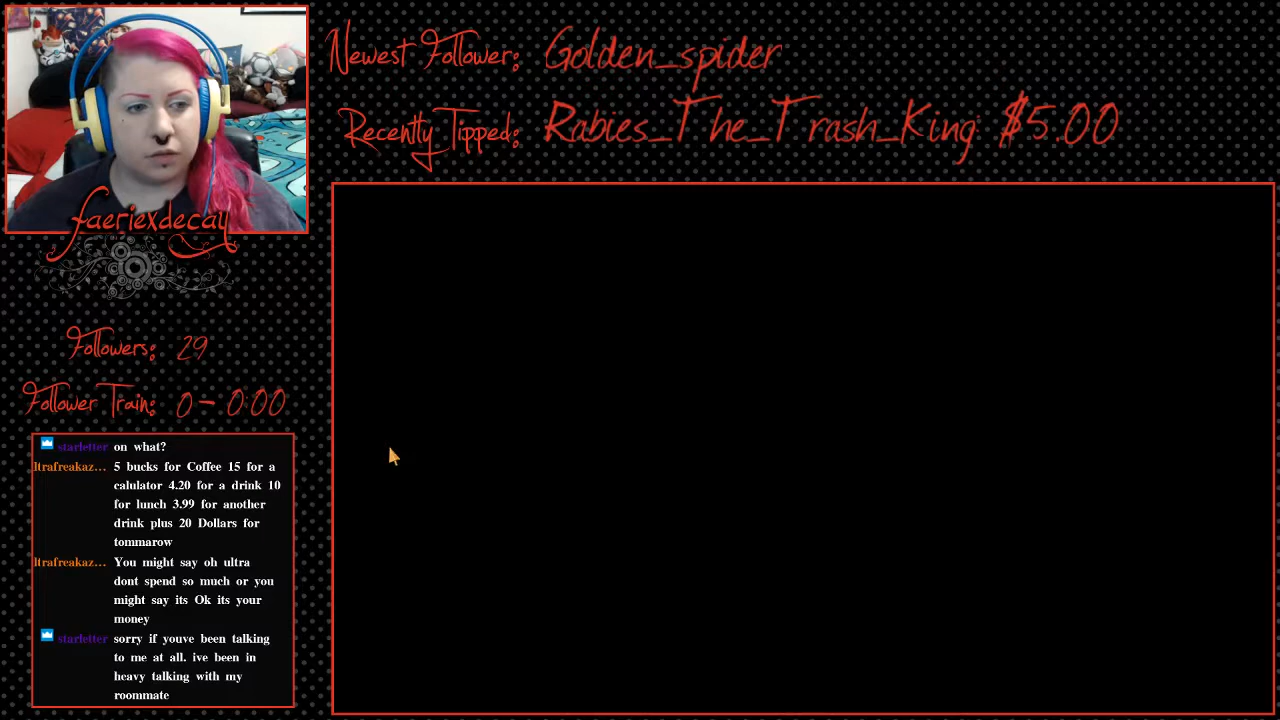 Newest Follower: Golden_spider
Recently Tipped: Rabies_The_Trash_King $5.00
faeriexdecay
Followers: 29
Follower Train: 0 - 0:00
starletter on what?
ltrafreakaz... 5 bucks for Coffee 15 for a
calulator 4.20 for a drink 10
for lunch 3.99 for another
drink plus 20 Dollars for
tommarow
ltrafreakaz... You might say oh ultra
dont spend so much or you
might say its Ok its your
money
starletter sorry if youve been talking
to me at all. ive been in
heavy talking with my
roommate